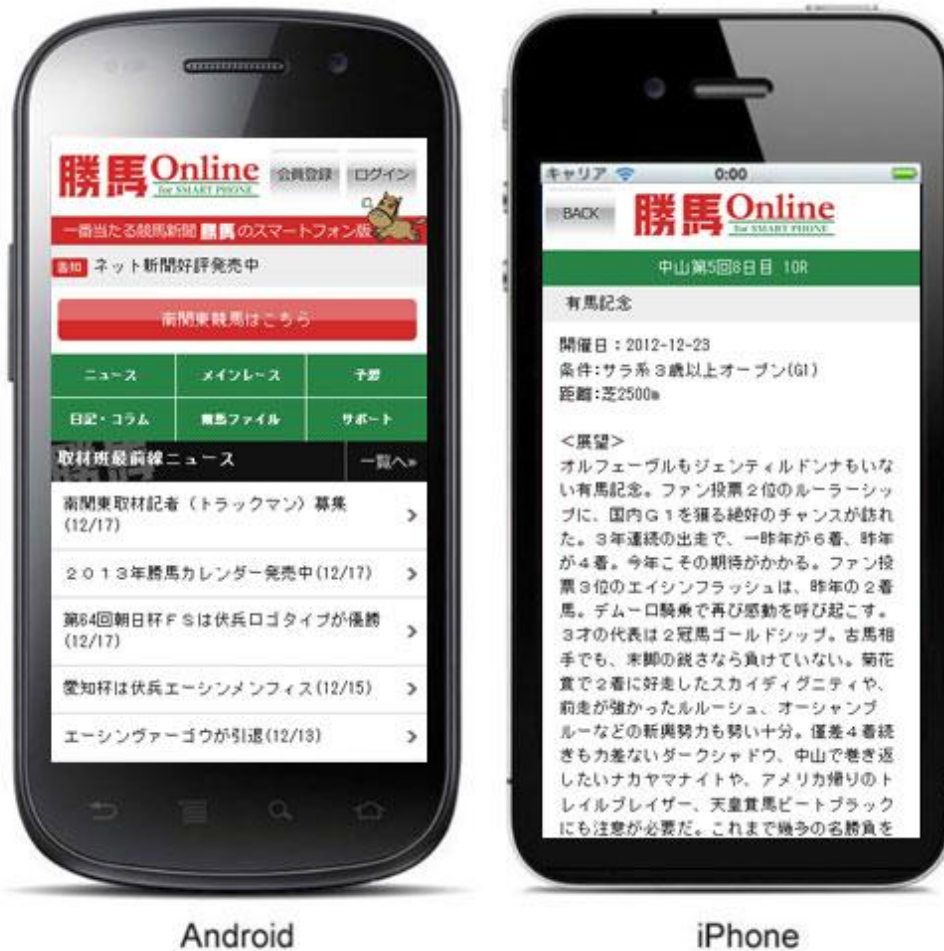 勝馬 Online
for SMART PHONE
会員登録
ログイン
一番当たる競馬新聞 勝馬 のスマートフォン版
告知 ネット新聞好評発売中
南関東競馬はこちら
ニュース メインレース 予想
日記・コラム 競馬ファイル サポート
取材班最前線ニュース 一覧へ»
南関東取材記者（トラックマン）募集
(12/17)
２０１３年勝馬カレンダー発売中(12/17)
第64回朝日杯ＦＳは伏兵ロゴタイプが優勝
(12/17)
愛知杯は伏兵エーシンメンフィス(12/15)
エーシンヴァーゴウが引退(12/13)
Android
キャリア 0:00
BACK
勝馬 Online
for SMART PHONE
中山第5回8日目 10R
有馬記念
開催日：2012-12-23
条件:サラ系３歳以上オープン(G1)
距離:芝2500m
＜展望＞
オルフェーヴルもジェンティルドンナもいな
い有馬記念。ファン投票２位のルーラーシッ
プに、国内Ｇ１を獲る絶好のチャンスが訪れ
た。３年連続の出走で、一昨年が６着、昨年
が４着。今年こその期待がかかる。ファン投
票３位のエイシンフラッシュは、昨年の２着
馬。デムーロ騎乗で再び感動を呼び起こす。
３才の代表は２冠馬ゴールドシップ。古馬相
手でも、末脚の鋭さなら負けていない。菊花
賞で２着に好走したスカイディグニティや、
前走が強かったルルーシュ、オーシャンブ
ルーなどの新興勢力も勢い十分。僅差４着続
きも力差ないダークシャドウ、中山で巻き返
したいナカヤマナイトや、アメリカ帰りのト
レイルブレイザー、天皇賞馬ビートブラック
にも注意が必要だ。これまで幾多の名勝負を
iPhone